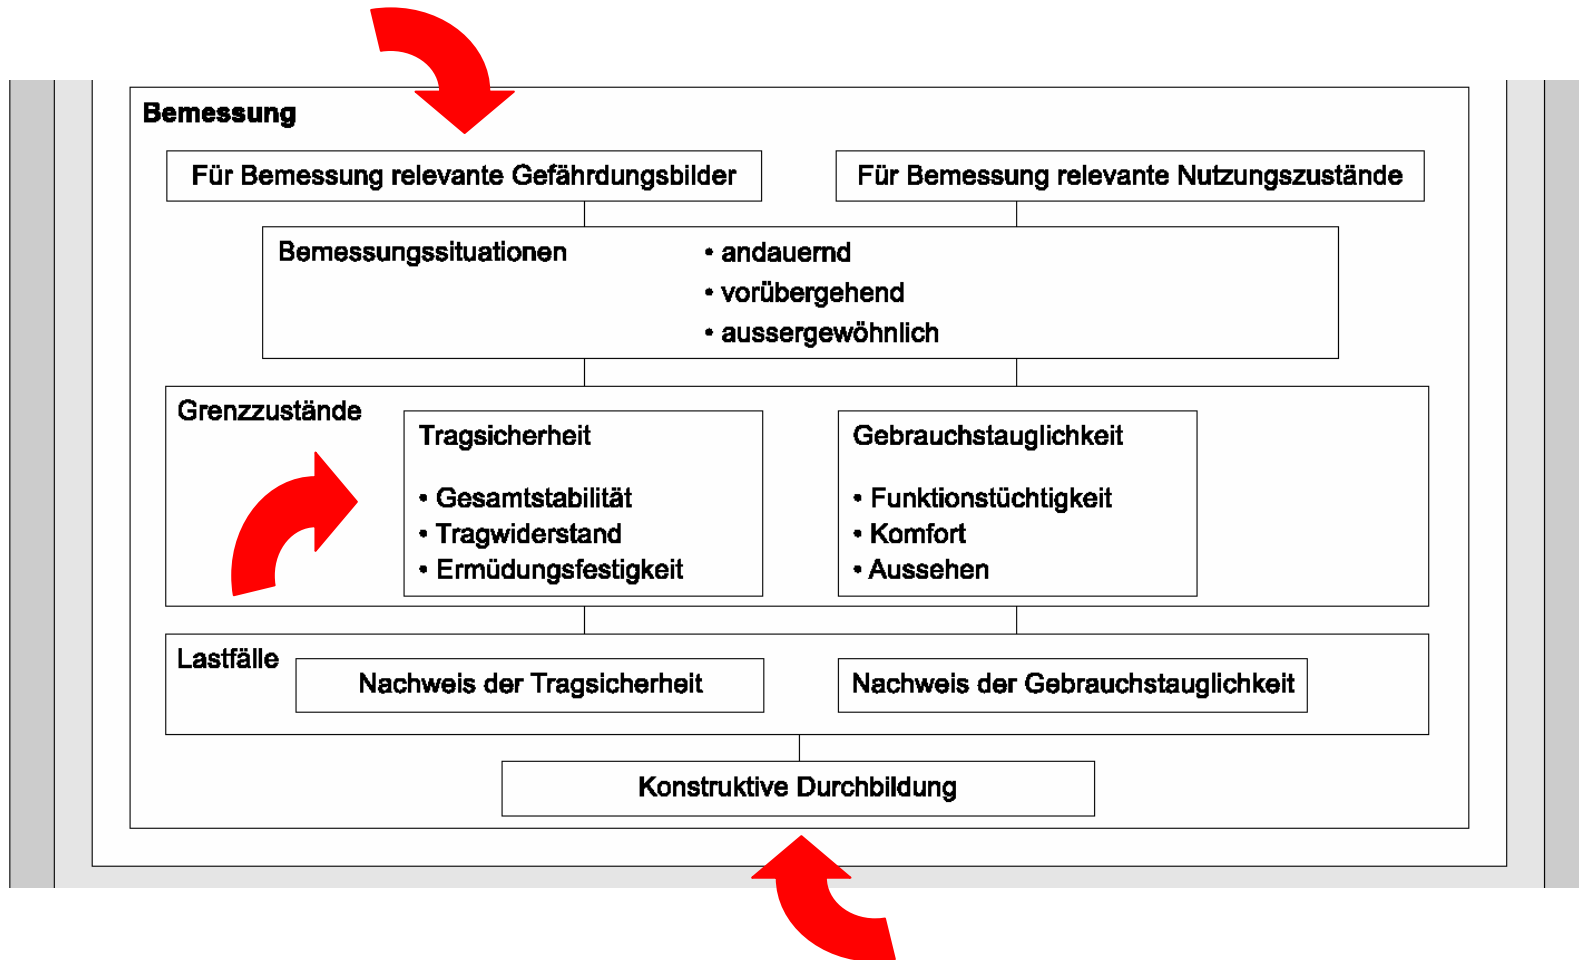 Bemessung
Für Bemessung relevante Gefährdungsbilder
Für Bemessung relevante Nutzungszustände
Bemessungssituationen
• andauernd
• vorübergehend
• aussergewöhnlich
Grenzzustände
Tragsicherheit
• Gesamtstabilität
• Tragwiderstand
• Ermüdungsfestigkeit
Gebrauchstauglichkeit
• Funktionstüchtigkeit
• Komfort
• Aussehen
Lastfälle
Nachweis der Tragsicherheit
Nachweis der Gebrauchstauglichkeit
Konstruktive Durchbildung